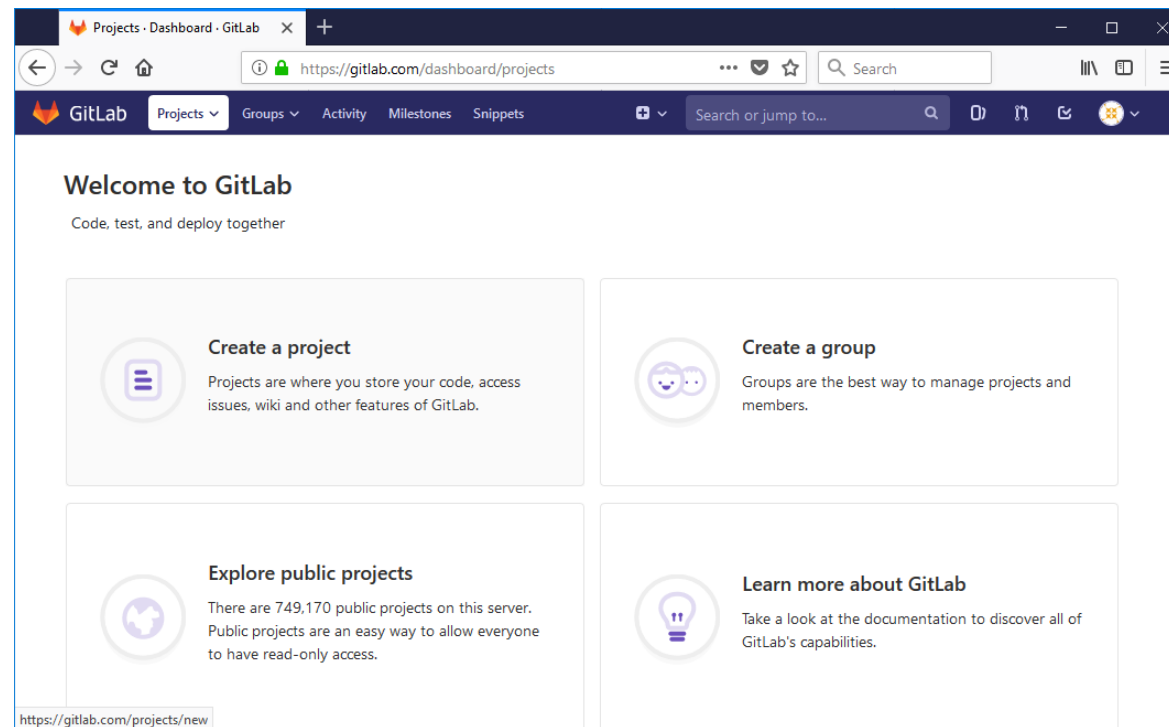 Projects · Dashboard · GitLab
https://gitlab.com/dashboard/projects
Search
GitLab Projects Groups Activity Milestones Snippets Search or jump to...
Welcome to GitLab
Code, test, and deploy together
Create a project
Projects are where you store your code, access
issues, wiki and other features of GitLab.
Create a group
Groups are the best way to manage projects and
members.
Explore public projects
There are 749,170 public projects on this server.
Public projects are an easy way to allow everyone
to have read-only access.
Learn more about GitLab
Take a look at the documentation to discover all of
GitLab's capabilities.
https://gitlab.com/projects/new